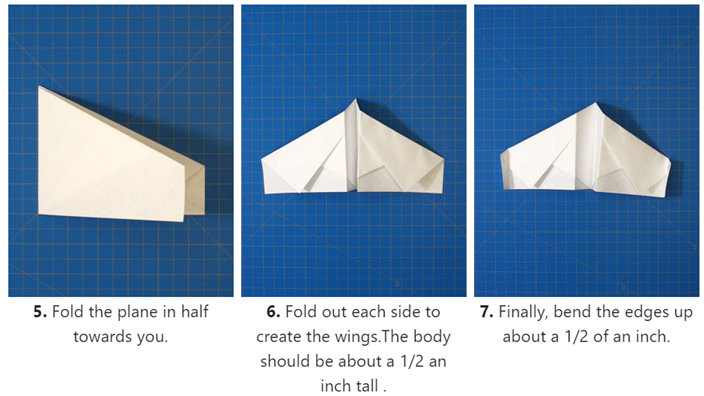 5. Fold the plane in half
towards you.
6. Fold out each side to
create the wings.The body
should be about a 1/2 an
inch tall .
7. Finally, bend the edges up
about a 1/2 of an inch.